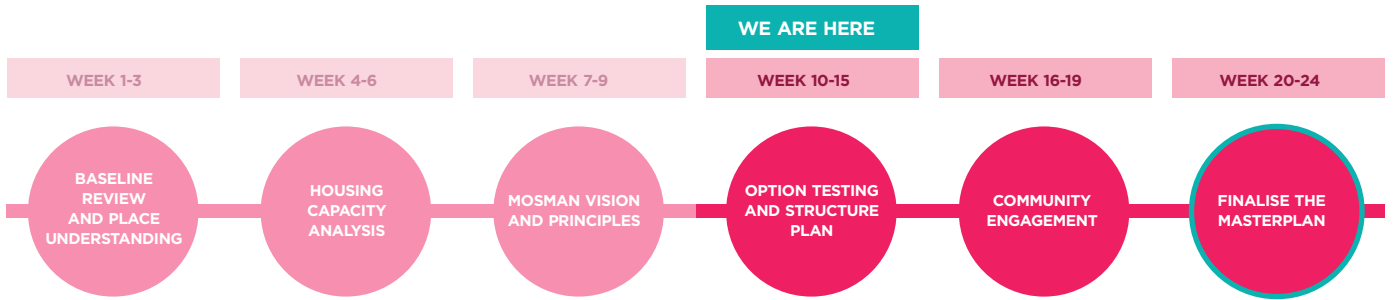 WE ARE HERE
WEEK 1-3
WEEK 4-6
WEEK 7-9
WEEK 10-15
WEEK 16-19
WEEK 20-24
BASELINE
REVIEW
AND PLACE
UNDERSTANDING
HOUSING
CAPACITY
ANALYSIS
MOSMAN VISION
AND PRINCIPLES
OPTION TESTING
AND STRUCTURE
PLAN
COMMUNITY
ENGAGEMENT
FINALISE THE
MASTERPLAN